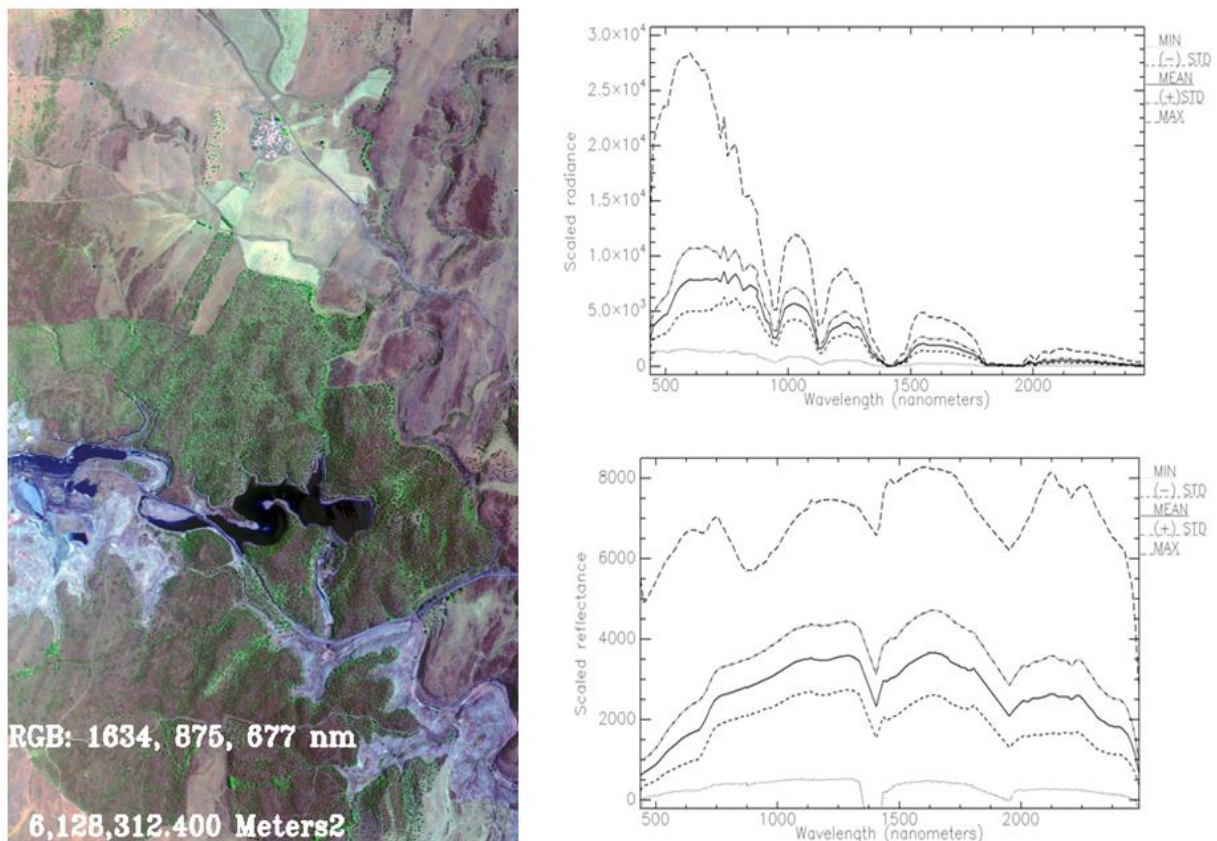 RGB: 1634, 875, 677 nm
6,128,312.400 Meters2
Scaled radiance
3.0×10⁴
2.5×10⁴
2.0×10⁴
1.5×10⁴
1.0×10⁴
5.0×10³
0
500
1000
1500
2000
Wavelength (nanometers)
MIN
(-) STD
MEAN
(+)STD
MAX
Scaled reflectance
8000
6000
4000
2000
0
500
1000
1500
2000
Wavelength (nanometers)
MIN
(-) STD
MEAN
(+) STD
MAX